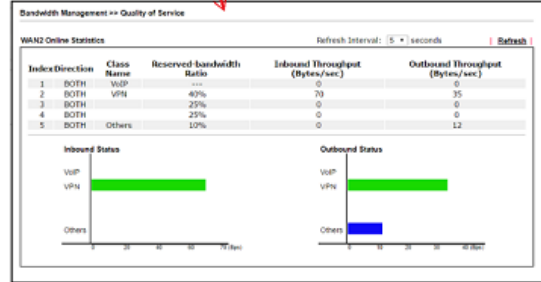 Bandwidth Management >> Quality of Service
WAN2 Online Statistics Refresh Interval: 5 seconds | Refresh |
Index Direction Class Name Reserved-bandwidth Ratio Inbound Throughput (Bytes/sec) Outbound Throughput (Bytes/sec)
1 BOTH VoIP --- 0 0
2 BOTH VPN 40% 70 35
3 BOTH 25% 0 0
4 BOTH 25% 0 0
5 BOTH Others 10% 0 12
Inbound Status Outbound Status
VoIP VoIP
VPN VPN
Others Others
0 20 40 60 0 10 20 30